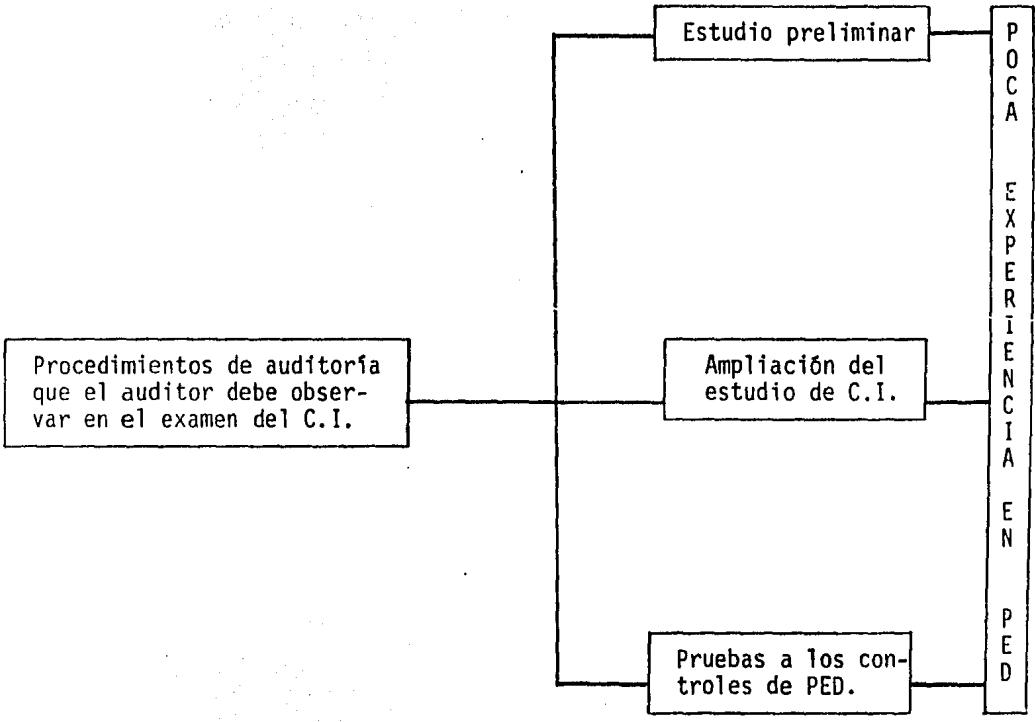 Estudio preliminar
Procedimientos de auditoría
que el auditor debe obser-
var en el examen del C.I.
Ampliación del
estudio de C.I.
Pruebas a los con-
troles de PED.
POCA EXPERIENCIA EN PED